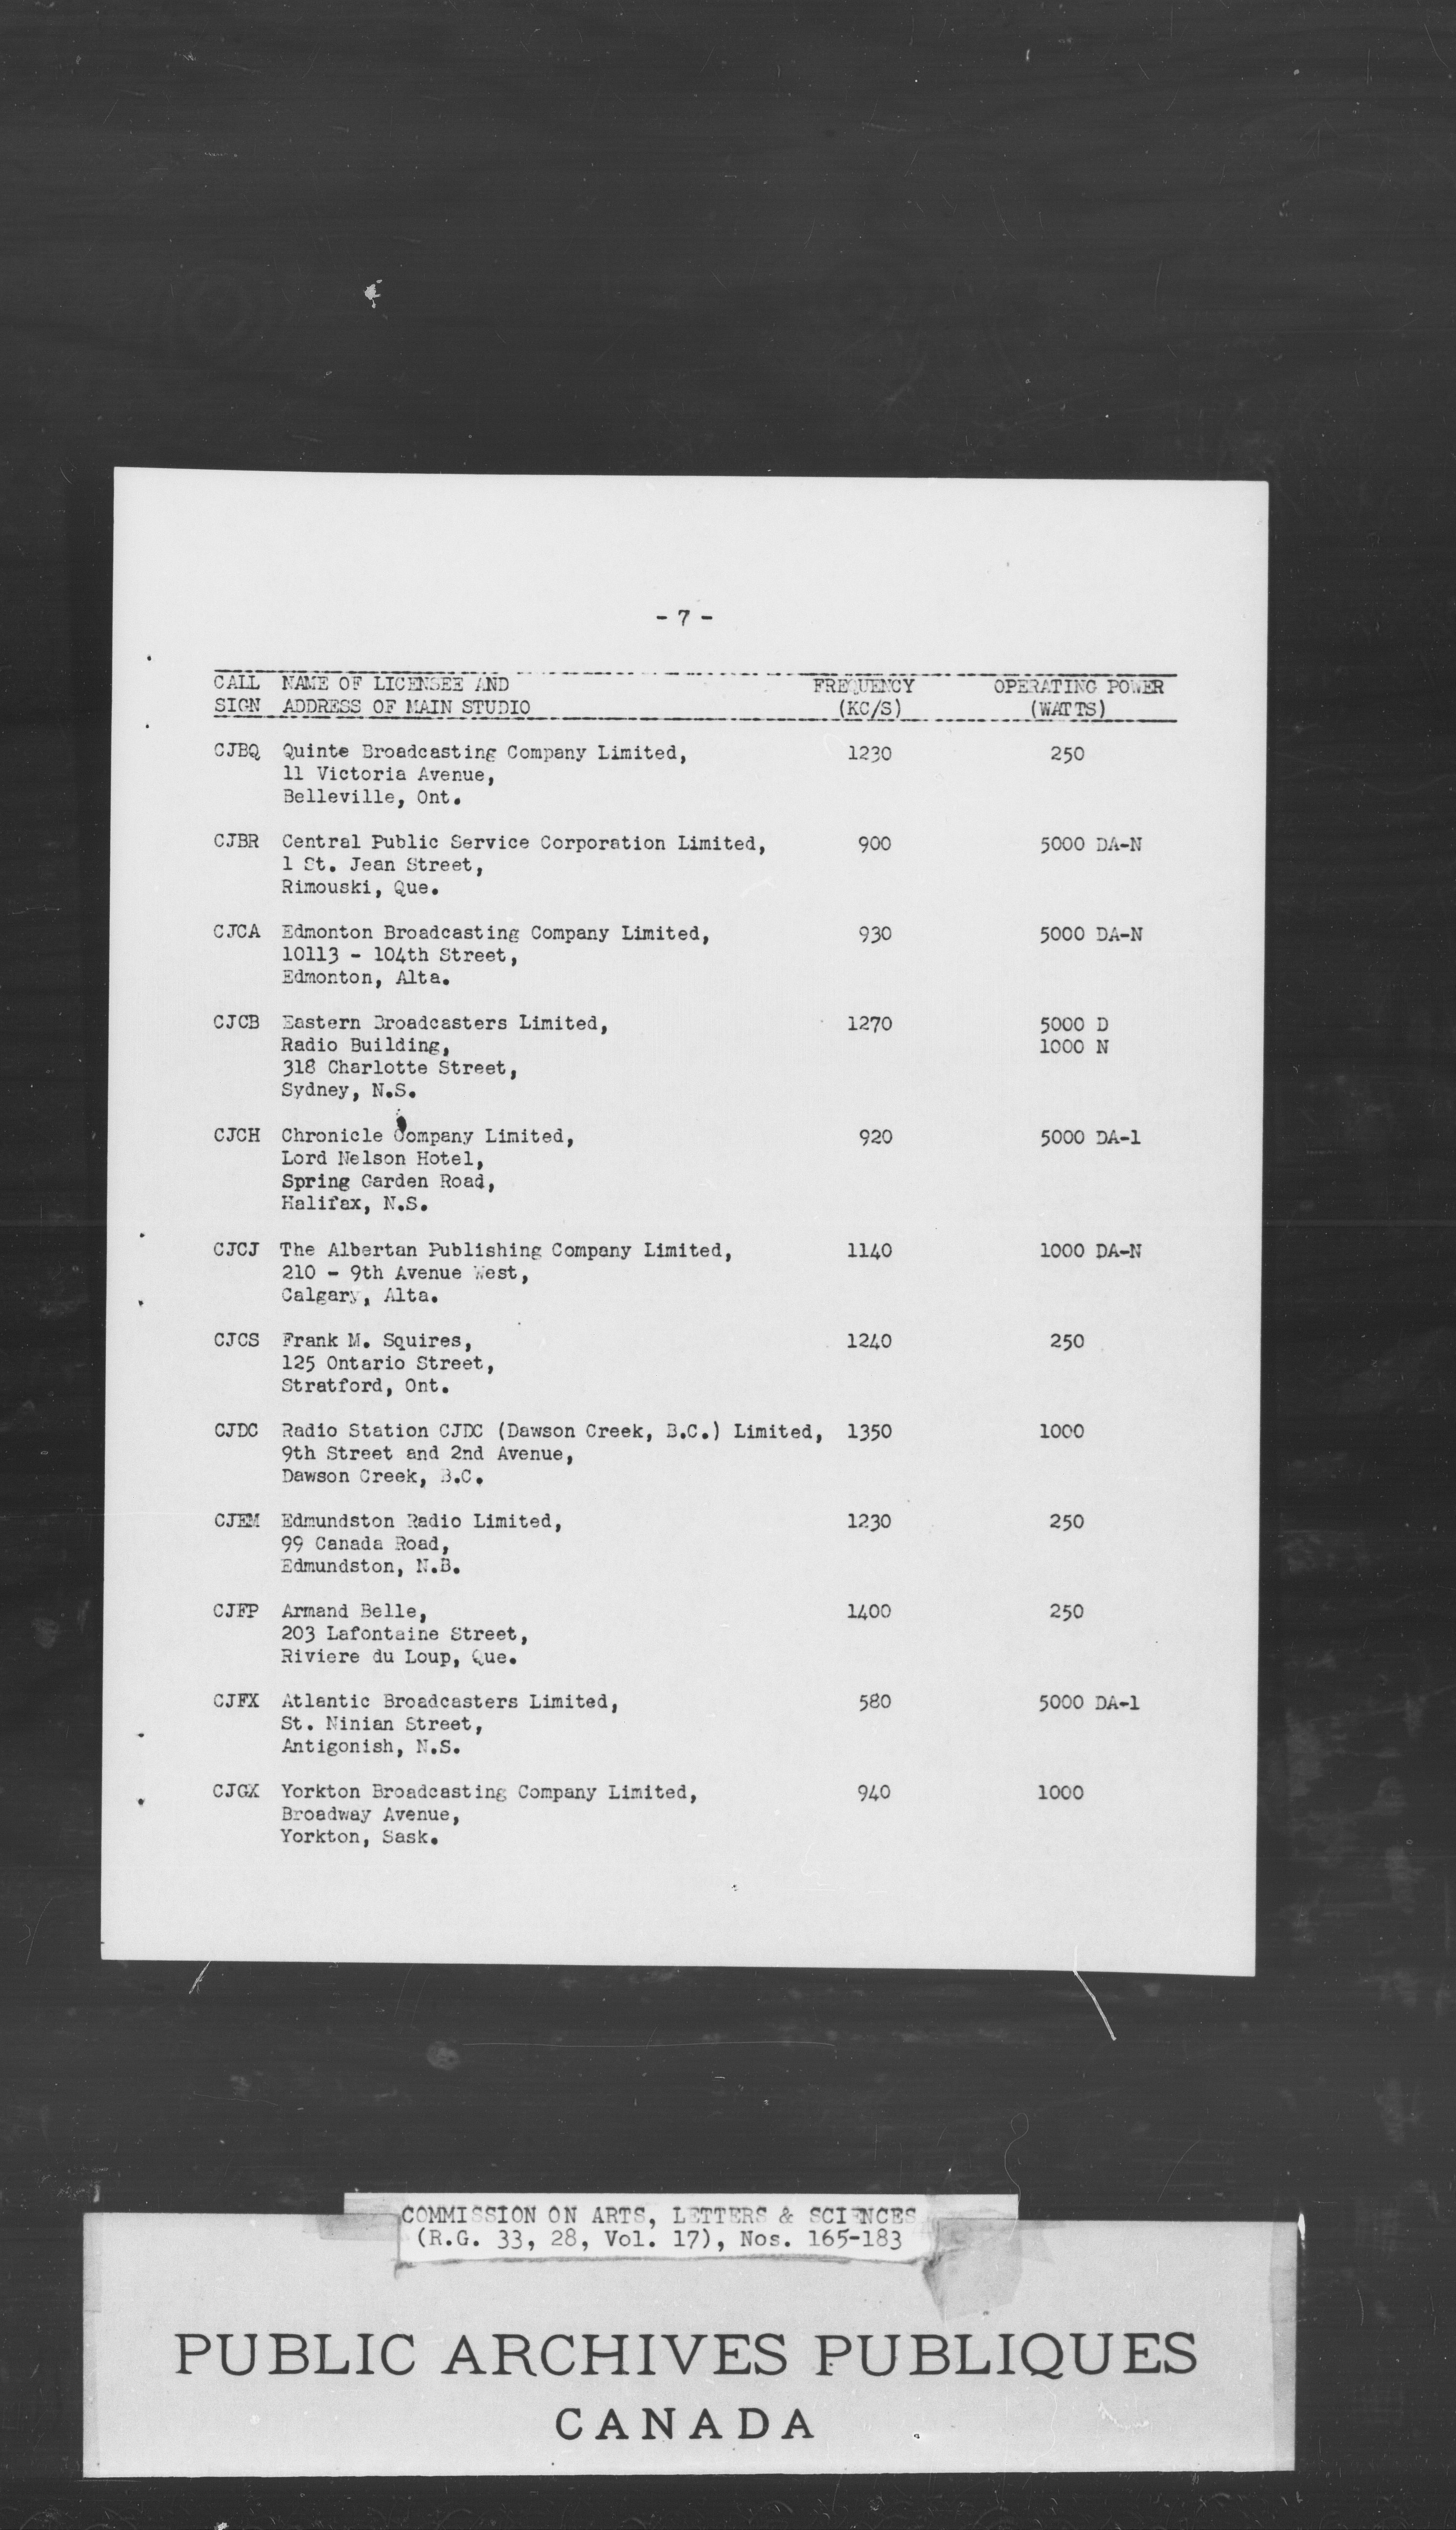 - 7 -
CALL NAME OF LICENSEE AND FREQUENCY OPERATING POWER
SIGN ADDRESS OF MAIN STUDIO (KC/S) (WATTS)
CJBQ Quinte Broadcasting Company Limited, 1230 250
11 Victoria Avenue,
Belleville, Ont.
CJBR Central Public Service Corporation Limited, 900 5000 DA-N
1 St. Jean Street,
Rimouski, Que.
CJCA Edmonton Broadcasting Company Limited, 930 5000 DA-N
10113 - 104th Street,
Edmonton, Alta.
CJCB Eastern Broadcasters Limited, 1270 5000 D
Radio Building, 1000 N
318 Charlotte Street,
Sydney, N.S.
CJCH Chronicle Company Limited, 920 5000 DA-1
Lord Nelson Hotel,
Spring Garden Road,
Halifax, N.S.
CJCJ The Albertan Publishing Company Limited, 1140 1000 DA-N
210 - 9th Avenue West,
Calgary, Alta.
CJCS Frank M. Squires, 1240 250
125 Ontario Street,
Stratford, Ont.
CJDC Radio Station CJDC (Dawson Creek, B.C.) Limited, 1350 1000
9th Street and 2nd Avenue,
Dawson Creek, B.C.
CJEM Edmundston Radio Limited, 1230 250
99 Canada Road,
Edmundston, N.B.
CJFP Armand Belle, 1400 250
203 Lafontaine Street,
Riviere du Loup, Que.
CJFX Atlantic Broadcasters Limited, 580 5000 DA-1
St. Ninian Street,
Antigonish, N.S.
CJGX Yorkton Broadcasting Company Limited, 940 1000
Broadway Avenue,
Yorkton, Sask.
COMMISSION ON ARTS, LETTERS & SCIENCES
(R.G. 33, 28, Vol. 17), Nos. 165-183
PUBLIC ARCHIVES PUBLIQUES
CANADA